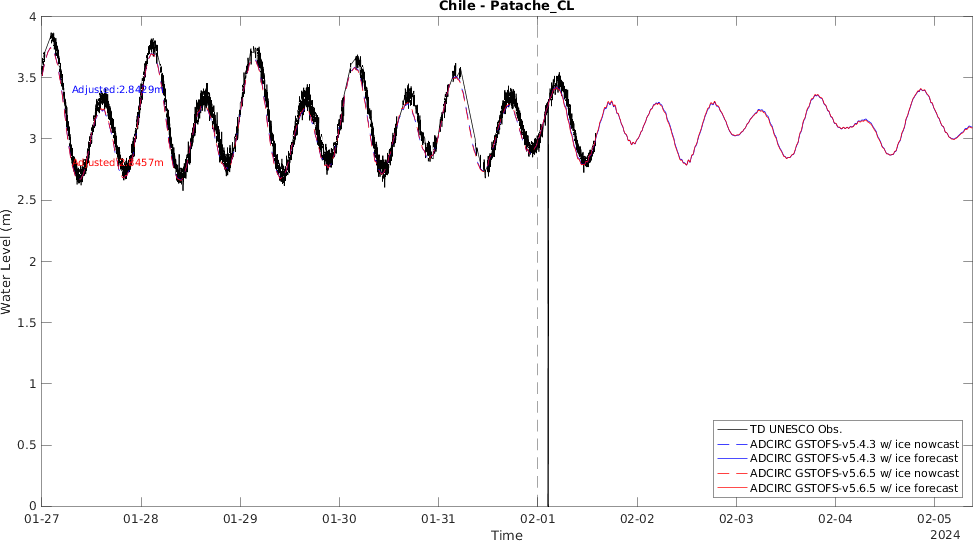 Chile - Patache_CL
4
3.5
3
2.5
2
1.5
1
0.5
0
Water Level (m)
Adjusted:2.8429m
01-27
01-28
01-29
01-30
01-31
02-01
02-02
02-03
02-04
02-05
2024
Time
TD UNESCO Obs.
ADCIRC GSTOFS-v5.4.3 w/ ice nowcast
ADCIRC GSTOFS-v5.4.3 w/ ice forecast
ADCIRC GSTOFS-v5.6.5 w/ ice nowcast
ADCIRC GSTOFS-v5.6.5 w/ ice forecast